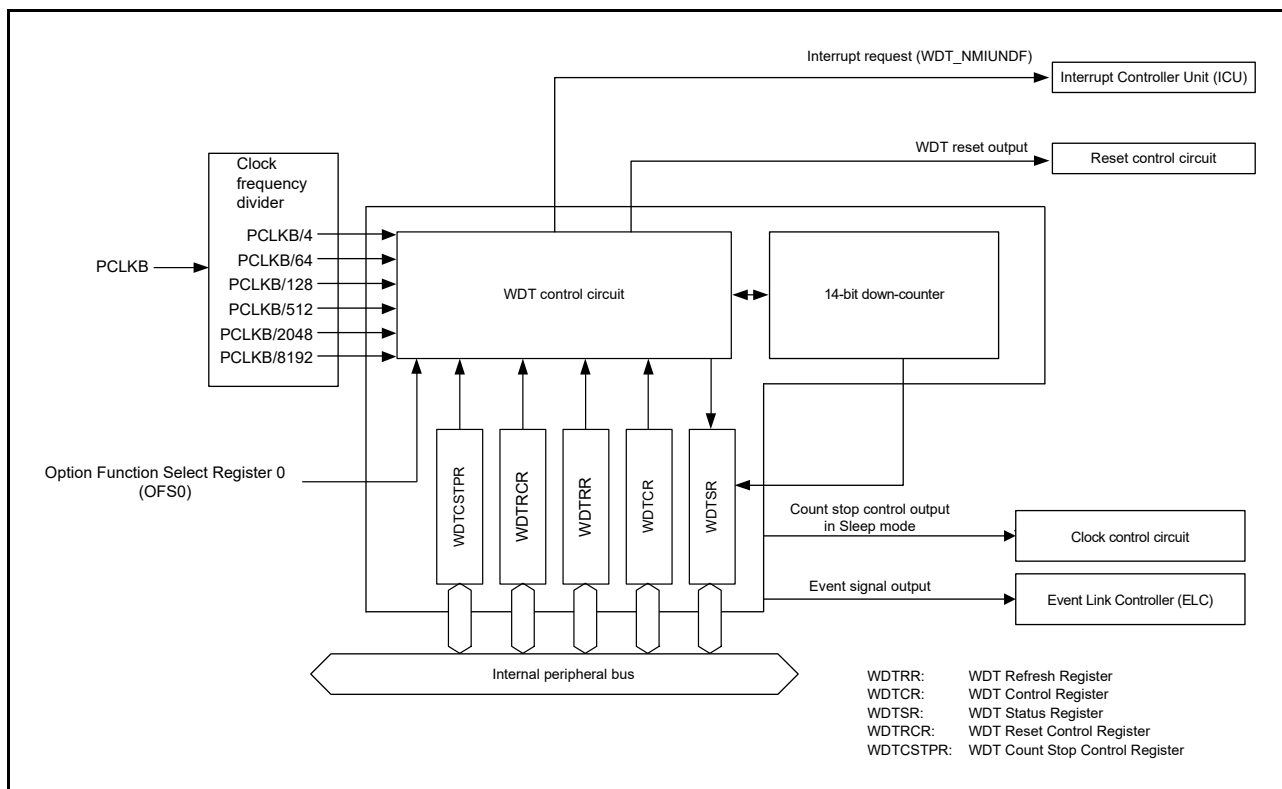 Interrupt request (WDT_NMIUNDF)
Interrupt Controller Unit (ICU)
WDT reset output
Reset control circuit
Clock
frequency
divider
PCLKB
PCLKB/4
PCLKB/64
PCLKB/128
PCLKB/512
PCLKB/2048
PCLKB/8192
WDT control circuit
14-bit down-counter
Option Function Select Register 0
(OFS0)
WDTCSTPR
WDTRCR
WDTRR
WDTCR
WDTSR
Count stop control output
in Sleep mode
Clock control circuit
Event signal output
Event Link Controller (ELC)
Internal peripheral bus
WDTRR: WDT Refresh Register
WDTCR: WDT Control Register
WDTSR: WDT Status Register
WDTRCR: WDT Reset Control Register
WDTCSTPR: WDT Count Stop Control Register